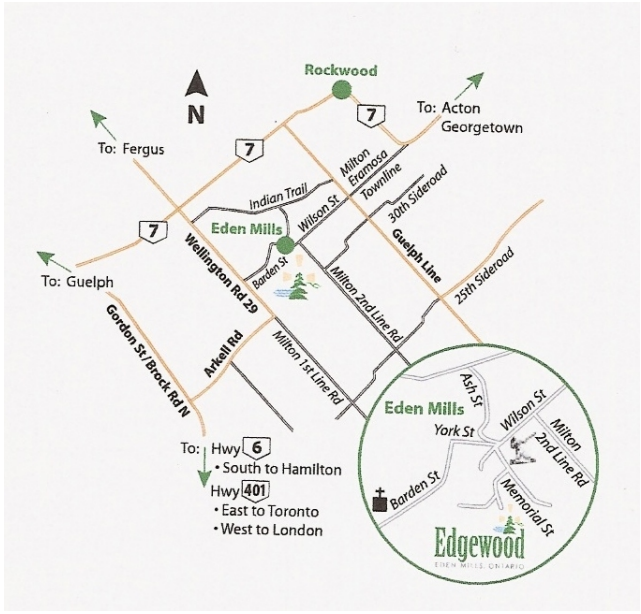 Rockwood
N
7
To: Acton
Georgetown
To: Fergus
7
Milton
Eramosa
Townline
Indian Trail
Wilson St
30th Sideroad
7
Eden Mills
Guelph Line
Wellington Rd 29
Barden St
Milton 2nd Line Rd
25th Sideroad
To: Guelph
Gordon St / Brock Rd N
Arkell Rd
Milton 1st Line Rd
To: Hwy 6
• South to Hamilton
Hwy 401
• East to Toronto
• West to London
Ash St
Eden Mills
Wilson St
York St
Milton
2nd Line Rd
Barden St
Memorial St
Edgewood
EDEN MILLS, ONTARIO